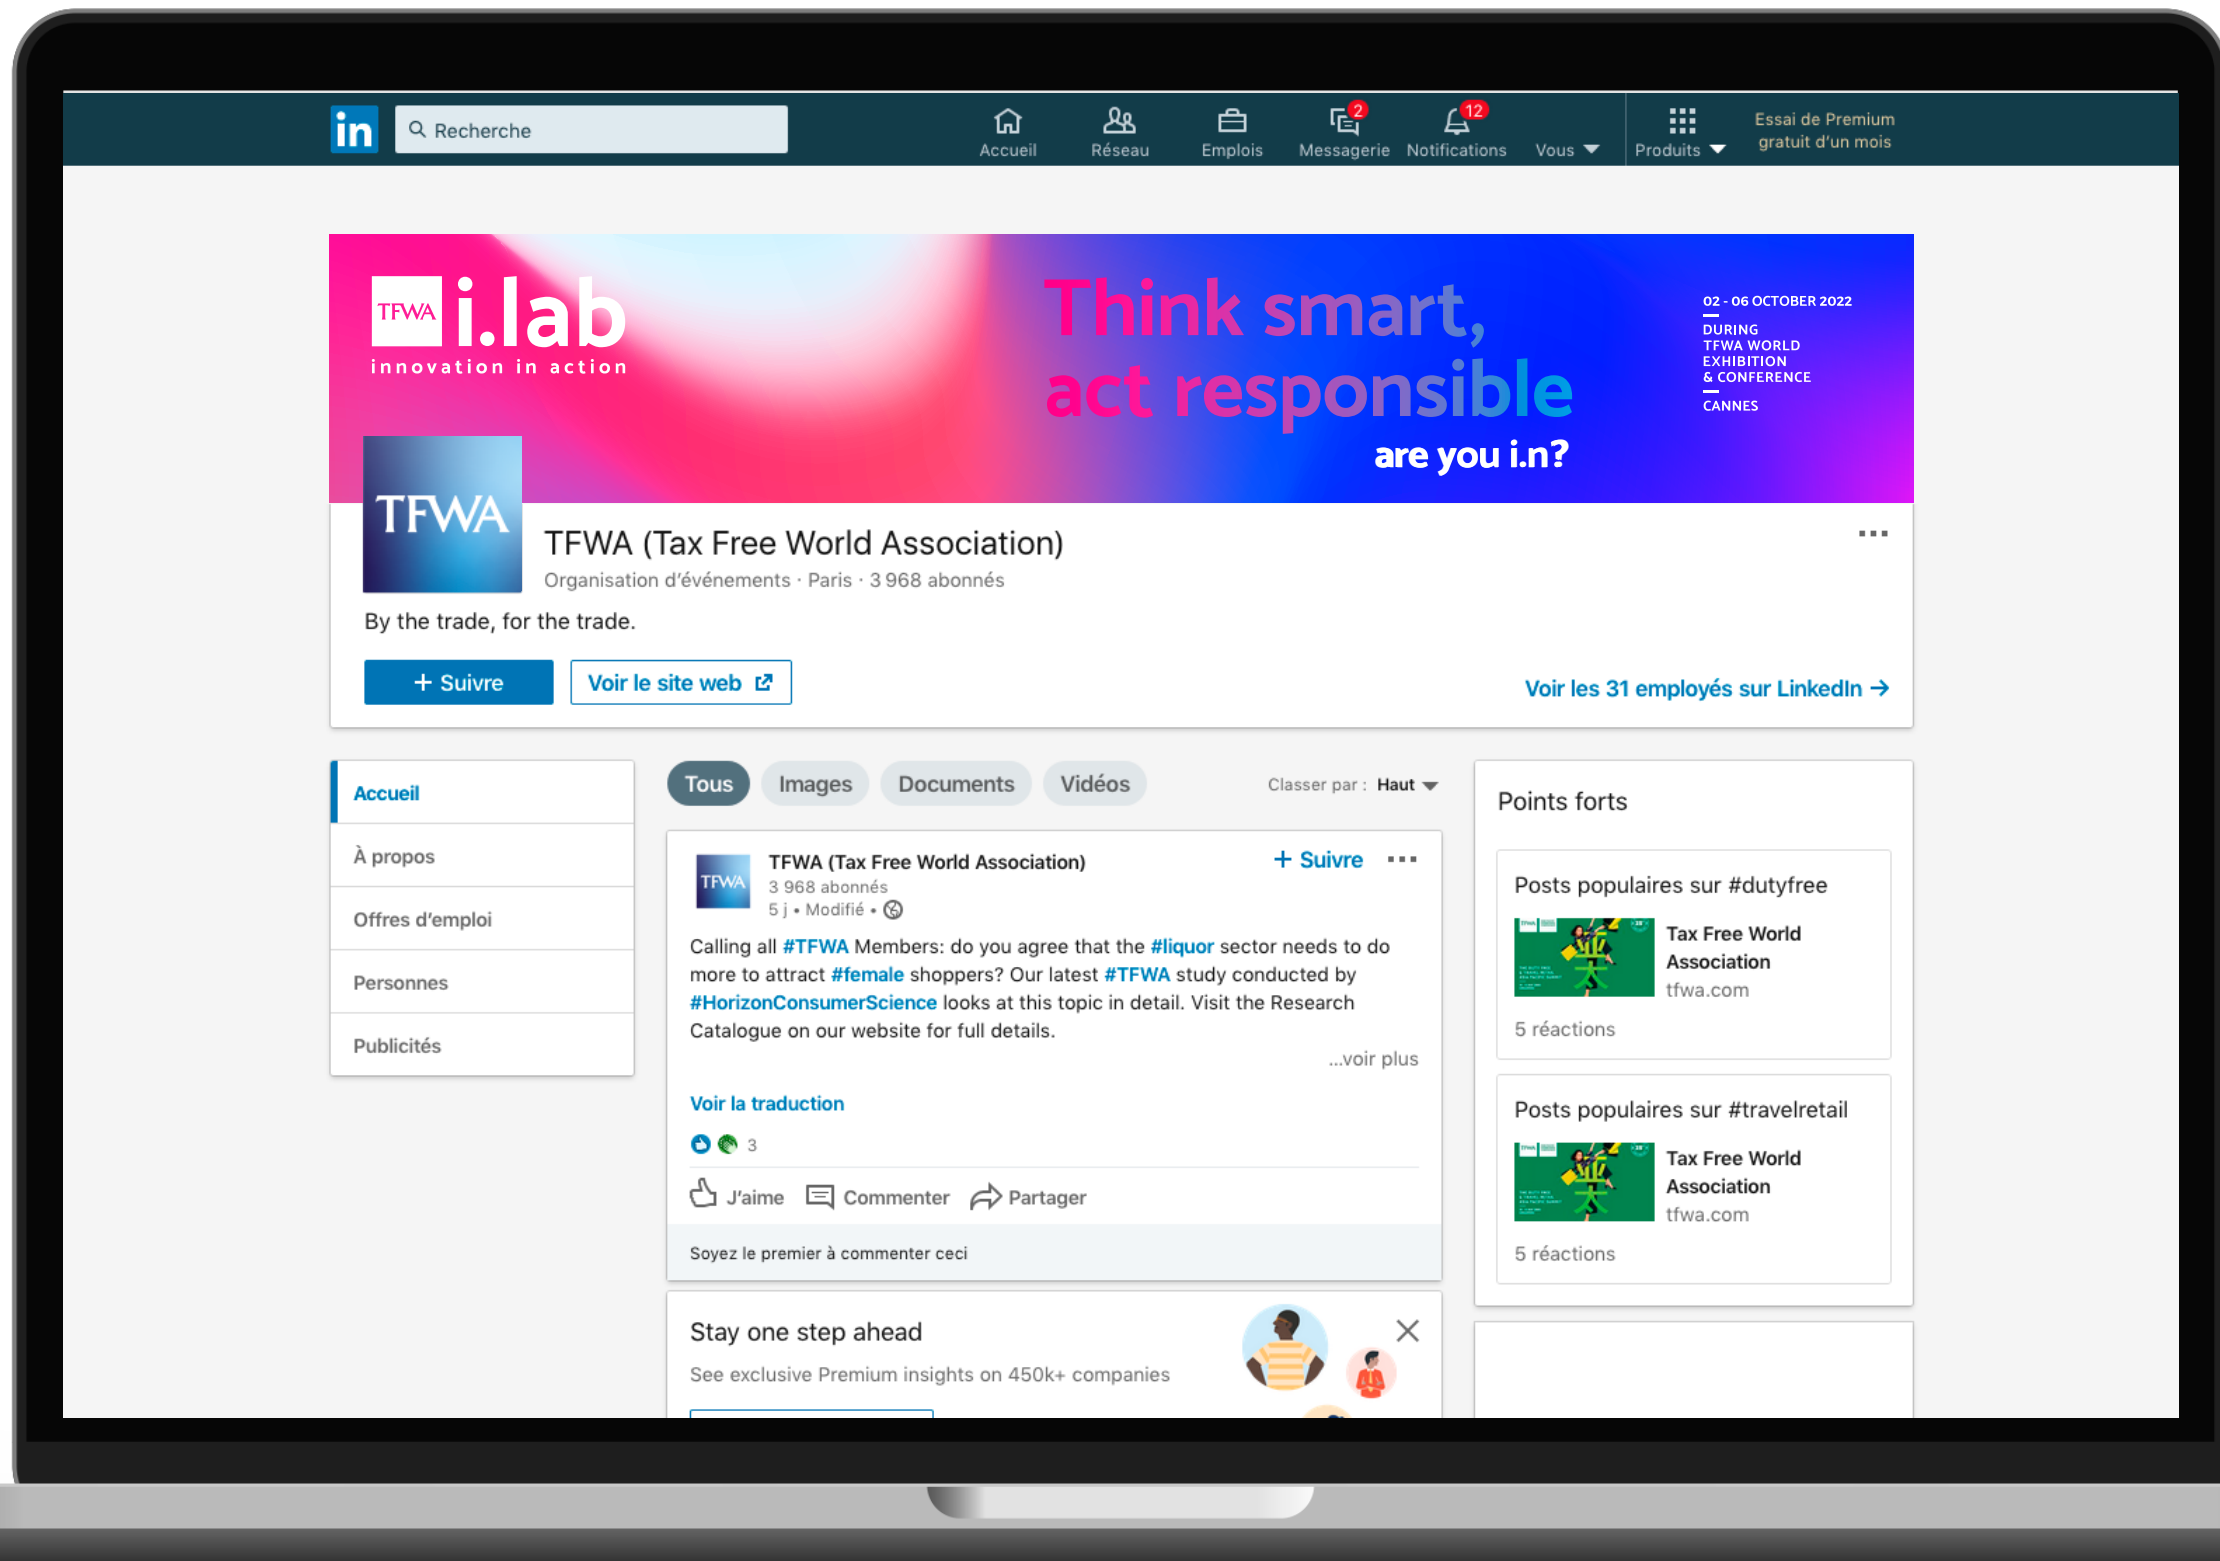 in
Recherche
Accueil
Réseau
Emplois
2
Messagerie
12
Notifications
Vous
Produits
Essai de Premium
gratuit d'un mois
TFWA i.lab
innovation in action
Think smart,
act responsible
are you i.n?
02 - 06 OCTOBER 2022
DURING
TFWA WORLD
EXHIBITION
& CONFERENCE
CANNES
TFWA
TFWA (Tax Free World Association)
Organisation d'événements · Paris · 3 968 abonnés
By the trade, for the trade.
+ Suivre
Voir le site web
Voir les 31 employés sur LinkedIn →
Accueil
À propos
Offres d'emploi
Personnes
Publicités
Tous
Images
Documents
Vidéos
Classer par : Haut
TFWA
TFWA (Tax Free World Association)
3 968 abonnés
5 j • Modifié •
+ Suivre
Calling all #TFWA Members: do you agree that the #liquor sector needs to do
more to attract #female shoppers? Our latest #TFWA study conducted by
#HorizonConsumerScience looks at this topic in detail. Visit the Research
Catalogue on our website for full details.
...voir plus
Voir la traduction
3
J'aime
Commenter
Partager
Soyez le premier à commenter ceci
Stay one step ahead
See exclusive Premium insights on 450k+ companies
Points forts
Posts populaires sur #dutyfree
Tax Free World
Association
tfwa.com
5 réactions
Posts populaires sur #travelretail
Tax Free World
Association
tfwa.com
5 réactions